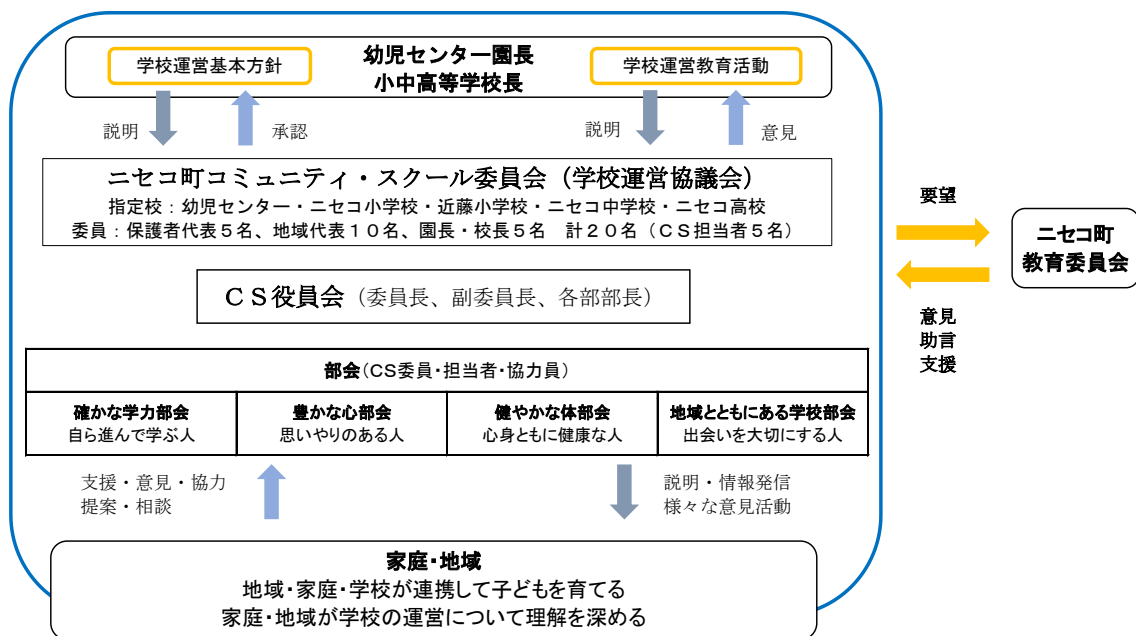 幼児センター園長
小中高等学校長
学校運営基本方針
学校運営教育活動
説明
承認
説明
意見
ニセコ町コミュニティ・スクール委員会（学校運営協議会）
指定校：幼児センター・ニセコ小学校・近藤小学校・ニセコ中学校・ニセコ高校
委員：保護者代表５名、地域代表１０名、園長・校長５名　計２０名（ＣＳ担当者５名）
要望
ニセコ町
教育委員会
意見
助言
支援
ＣＳ役員会（委員長、副委員長、各部部長）
部会（CS委員・担当者・協力員）
確かな学力部会
自ら進んで学ぶ人
豊かな心部会
思いやりのある人
健やかな体部会
心身ともに健康な人
地域とともにある学校部会
出会いを大切にする人
支援・意見・協力
提案・相談
説明・情報発信
様々な意見活動
家庭・地域
地域・家庭・学校が連携して子どもを育てる
家庭・地域が学校の運営について理解を深める